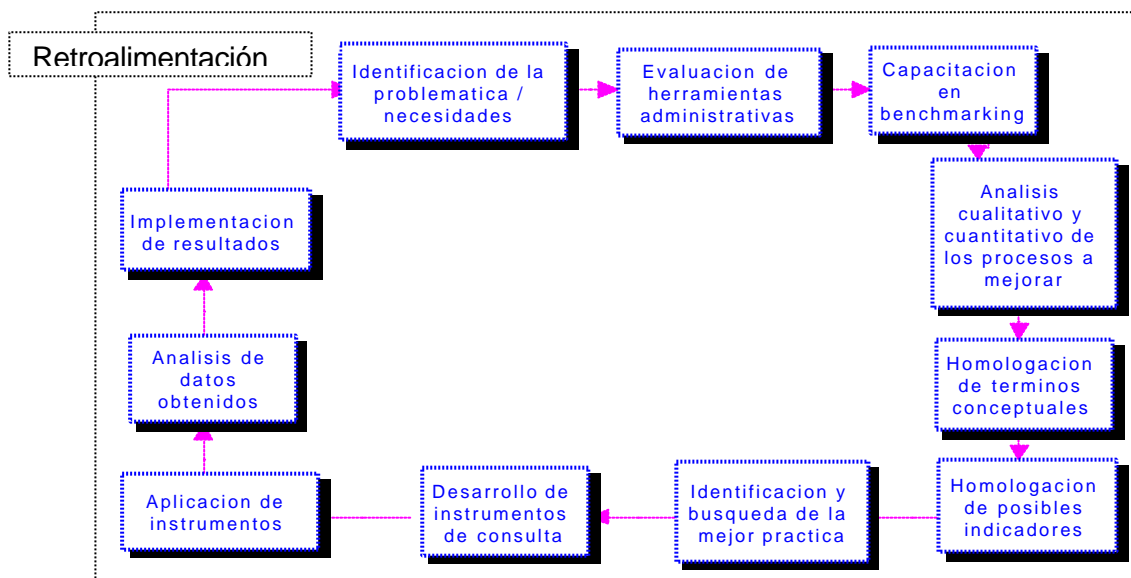 Retroalimentación
Identificacion de la
problematica /
necesidades
Evaluacion de
herramientas
administrativas
Capacitacion
en
benchmarking
Analisis
cualitativo y
cuantitativo de
los procesos a
mejorar
Homologacion
de terminos
conceptuales
Homologacion
de posibles
indicadores
Identificacion y
busqueda de la
mejor practica
Desarrollo de
instrumentos
de consulta
Aplicacion de
instrumentos
Analisis de
datos
obtenidos
Implementacion
de resultados